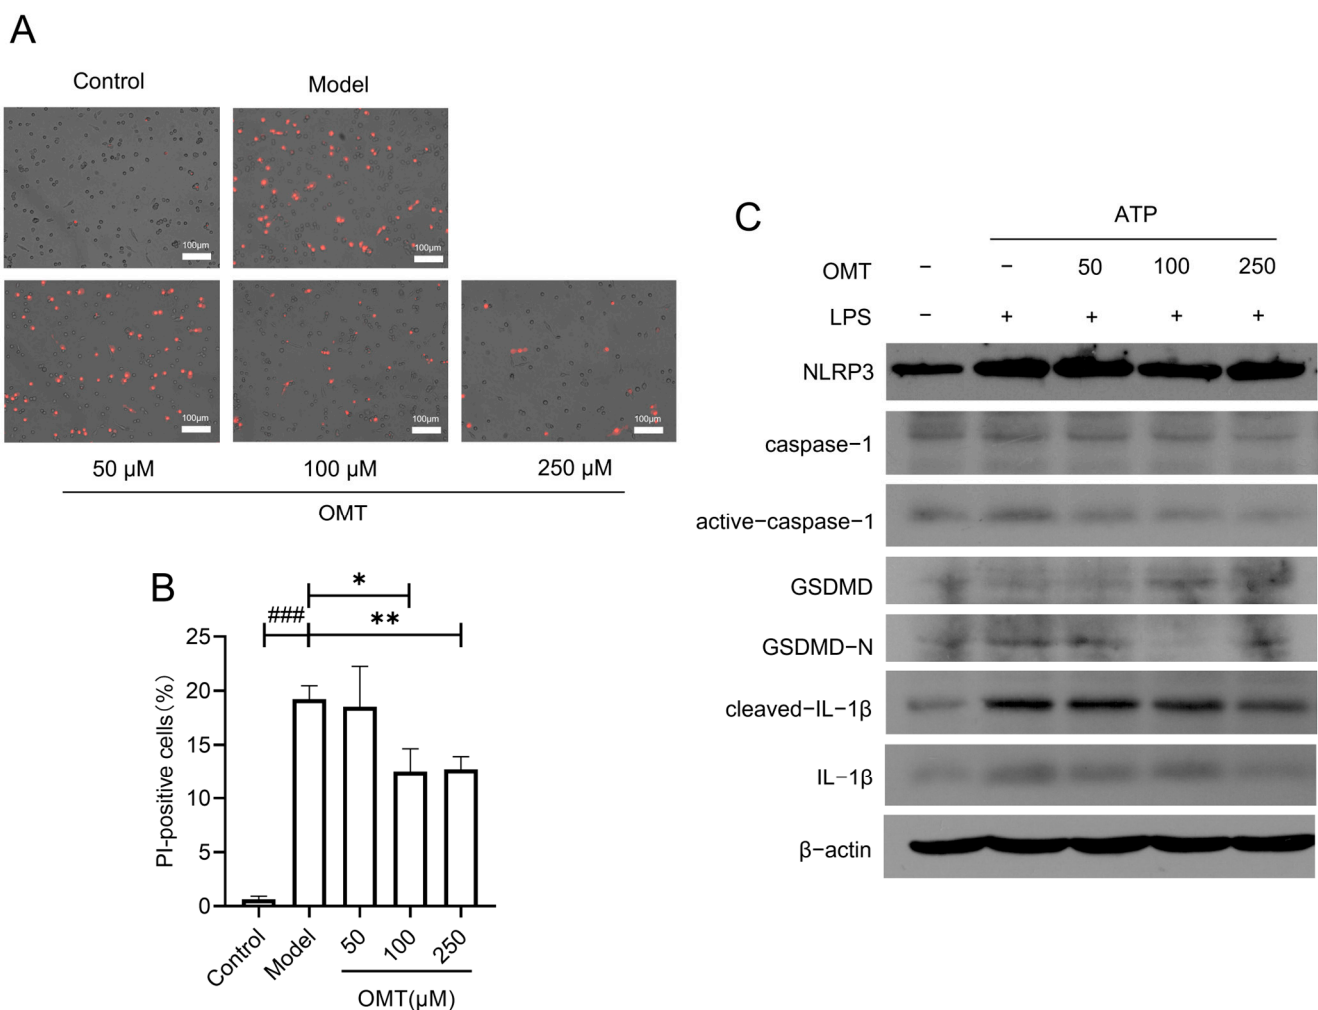 A
Control Model
100μm 100μm
100μm 100μm 100μm
50 μM 100 μM 250 μM
OMT
B
* 
###
**
25
20
15
10
5
0
PI-positive cells(%)
Control Model 50 100 250
OMT(μM)
C
ATP
OMT − − 50 100 250
LPS − + + + +
NLRP3
caspase−1
active−caspase−1
GSDMD
GSDMD−N
cleaved−IL−1β
IL−1β
β−actin